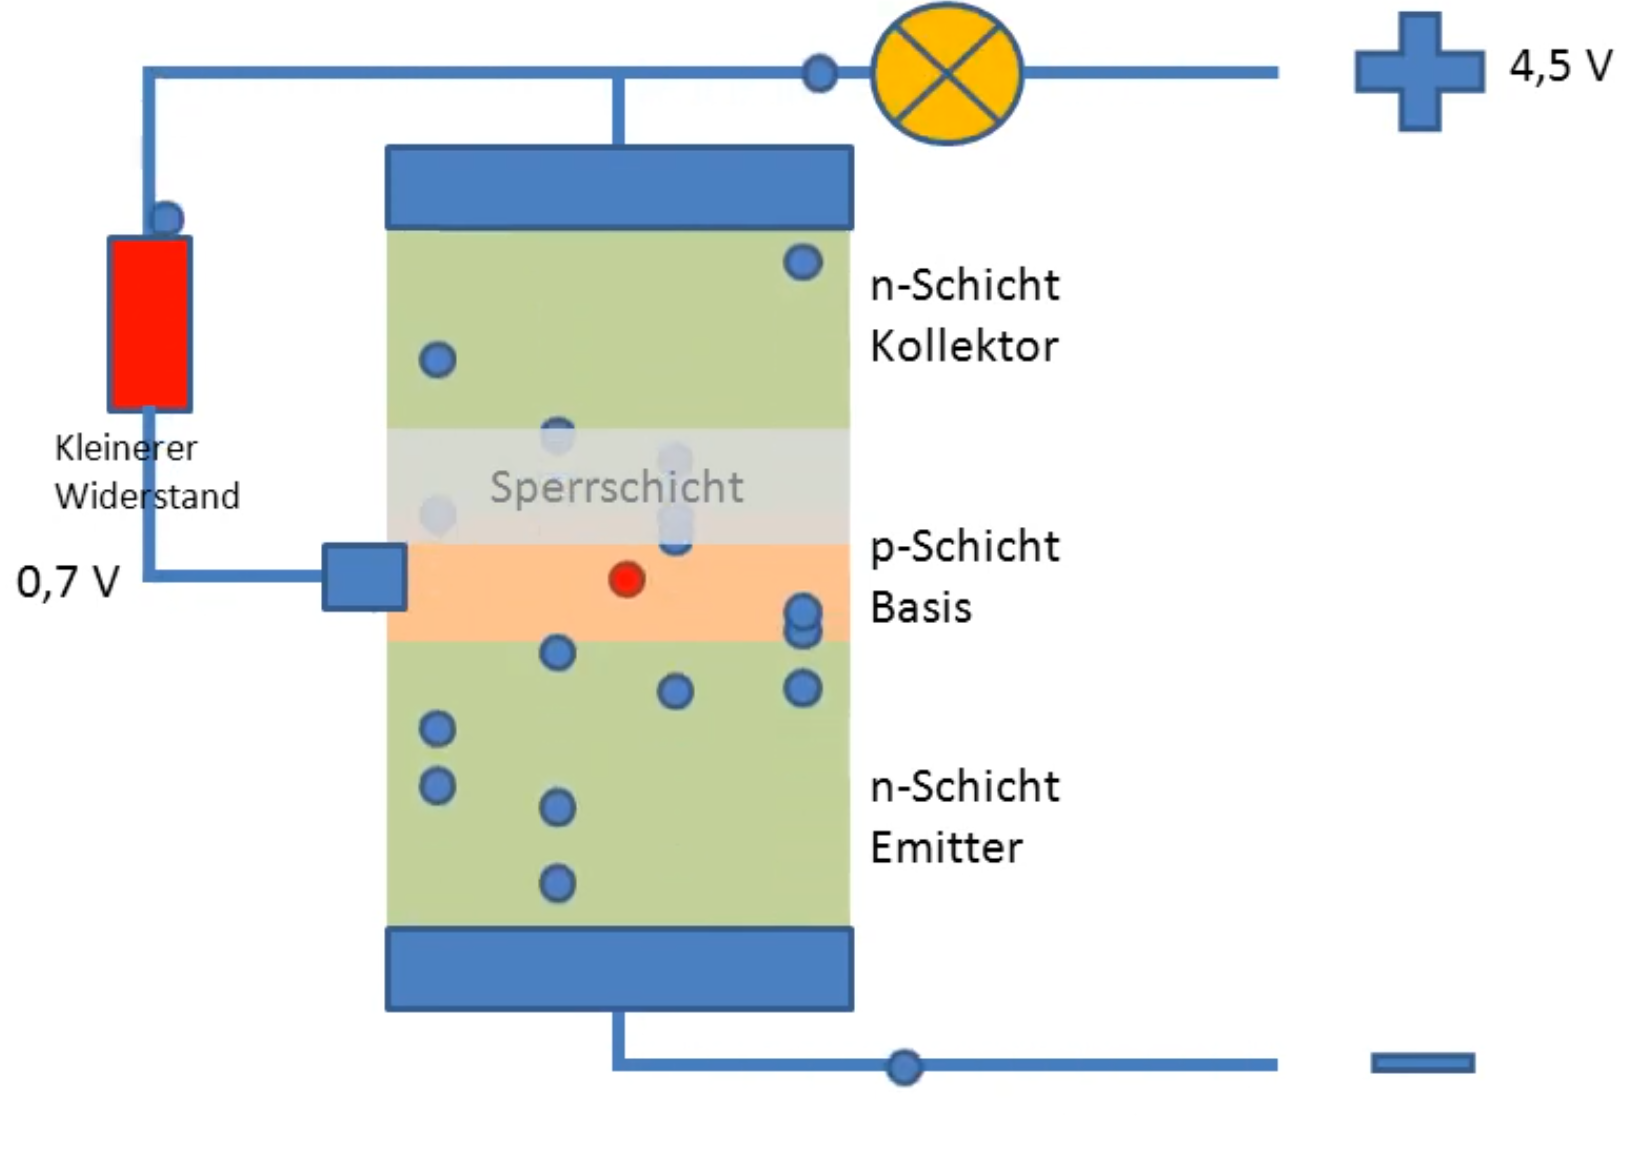 4,5 V
n-Schicht
Kollektor
Kleinerer
Widerstand
Sperrschicht
0,7 V
p-Schicht
Basis
n-Schicht
Emitter